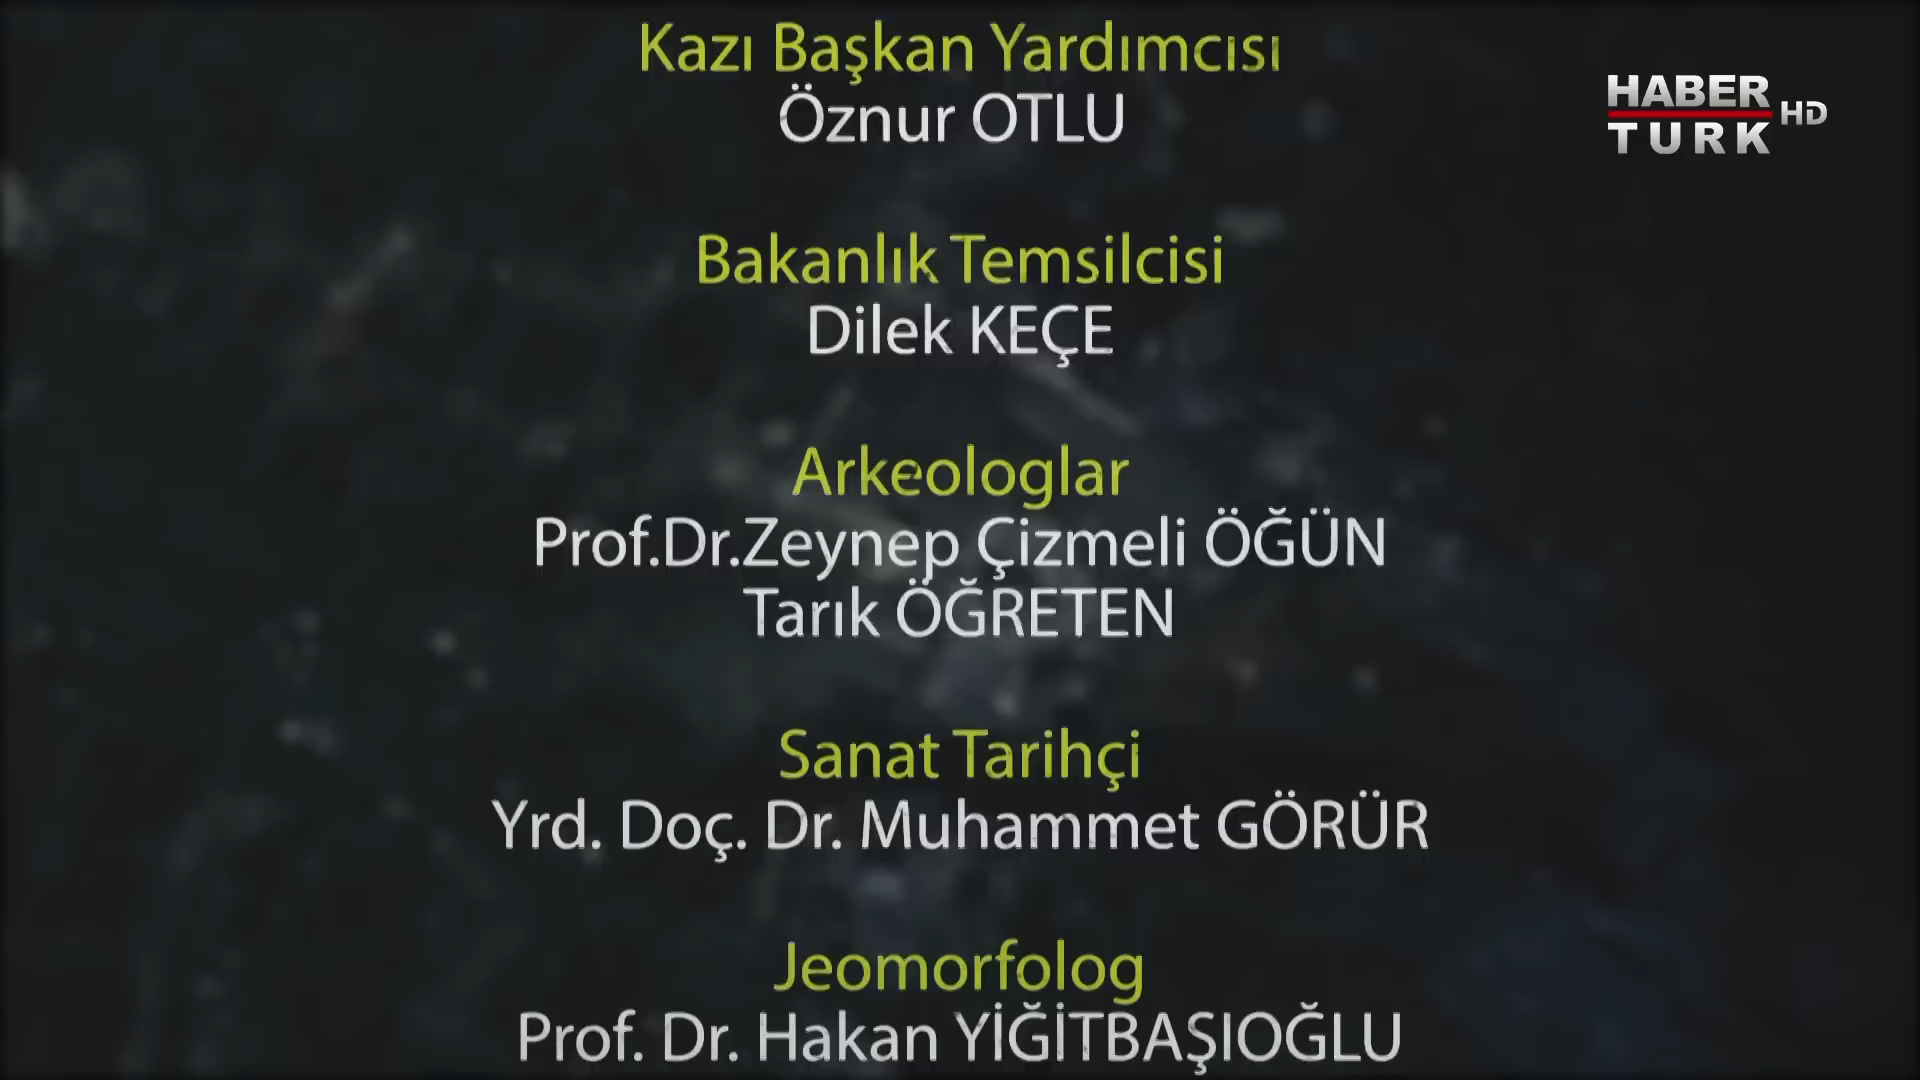 Kazı Başkan Yardımcısı
Öznur OTLU
HABER
TURK HD
Bakanlık Temsilcisi
Dilek KEÇE
Arkeologlar
Prof.Dr.Zeynep Çizmeli ÖĞÜN
Tarık ÖĞRETEN
Sanat Tarihçi
Yrd. Doç. Dr. Muhammet GÖRÜR
Jeomorfolog
Prof. Dr. Hakan YİĞİTBAŞIOĞLU